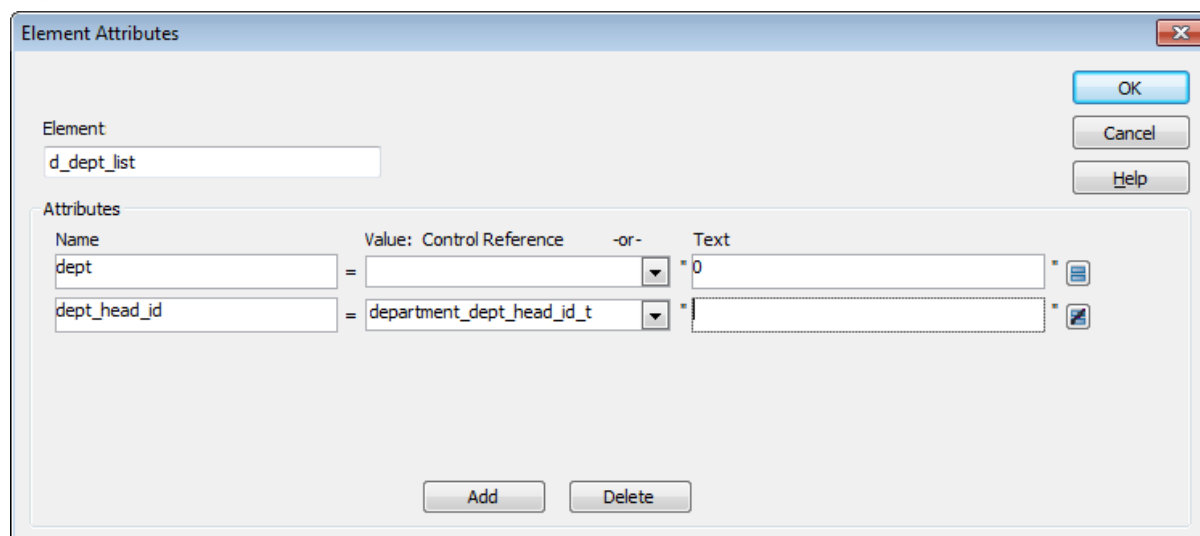 Element Attributes
OK
Element
Cancel
d_dept_list
Help
Attributes
Name Value: Control Reference -or- Text
dept = " 0 "
dept_head_id = department_dept_head_id_t " "
Add Delete